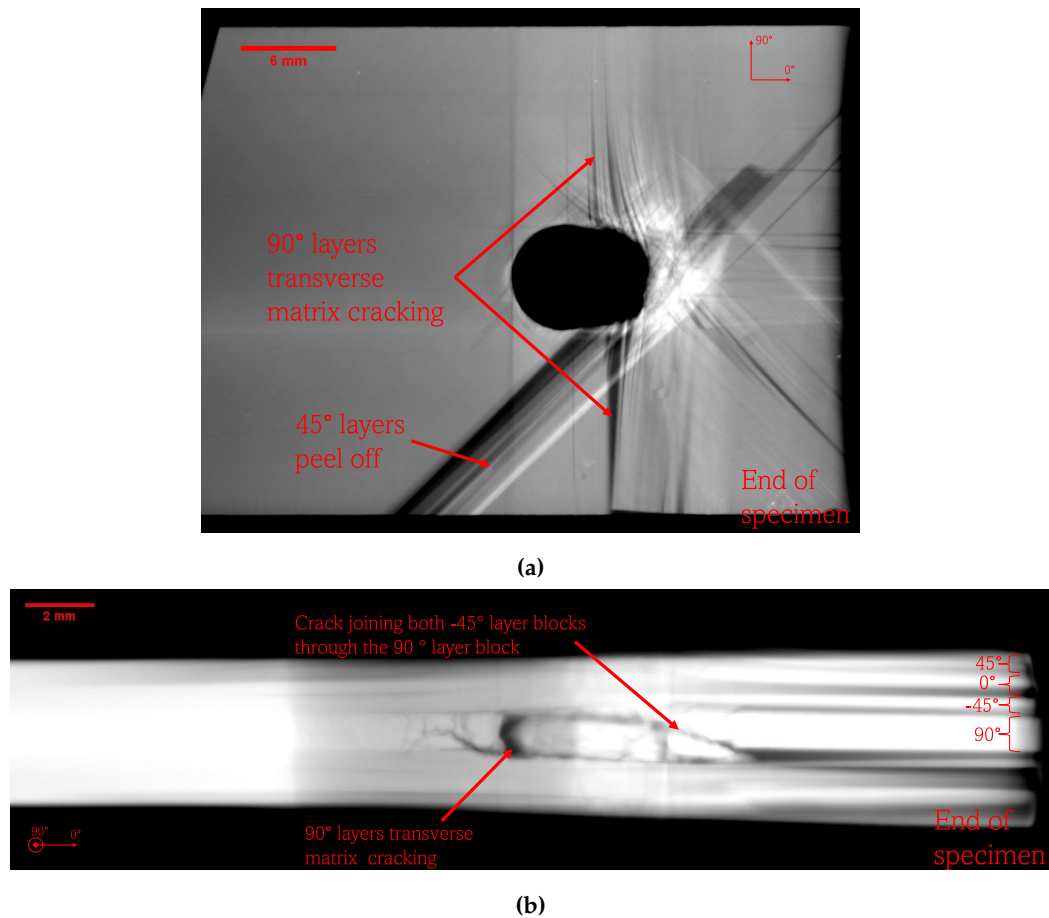 6 mm
90°
0°
90° layers
transverse
matrix cracking
45° layers
peel off
End of
specimen
(a)
2 mm
Crack joining both -45° layer blocks
through the 90 ° layer block
45°
0°
-45°
90°
90° layers transverse
matrix cracking
90°
0°
End of
specimen
(b)